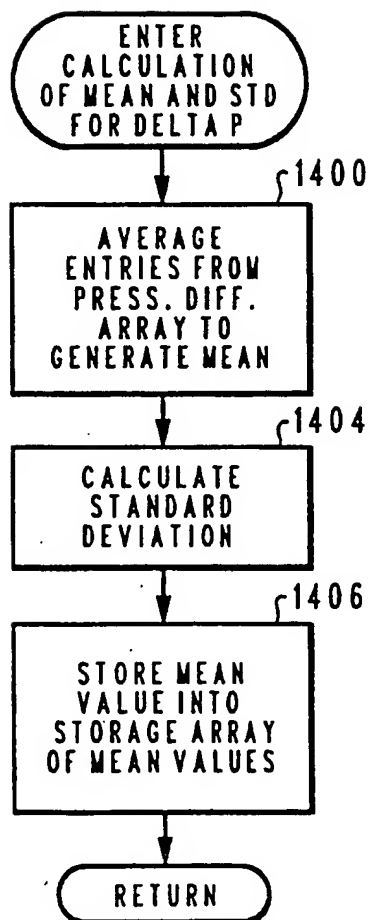 ENTER
CALCULATION
OF MEAN AND STD
FOR DELTA P
1400
AVERAGE
ENTRIES FROM
PRESS. DIFF.
ARRAY TO
GENERATE MEAN
1404
CALCULATE
STANDARD
DEVIATION
1406
STORE MEAN
VALUE INTO
STORAGE ARRAY
OF MEAN VALUES
RETURN